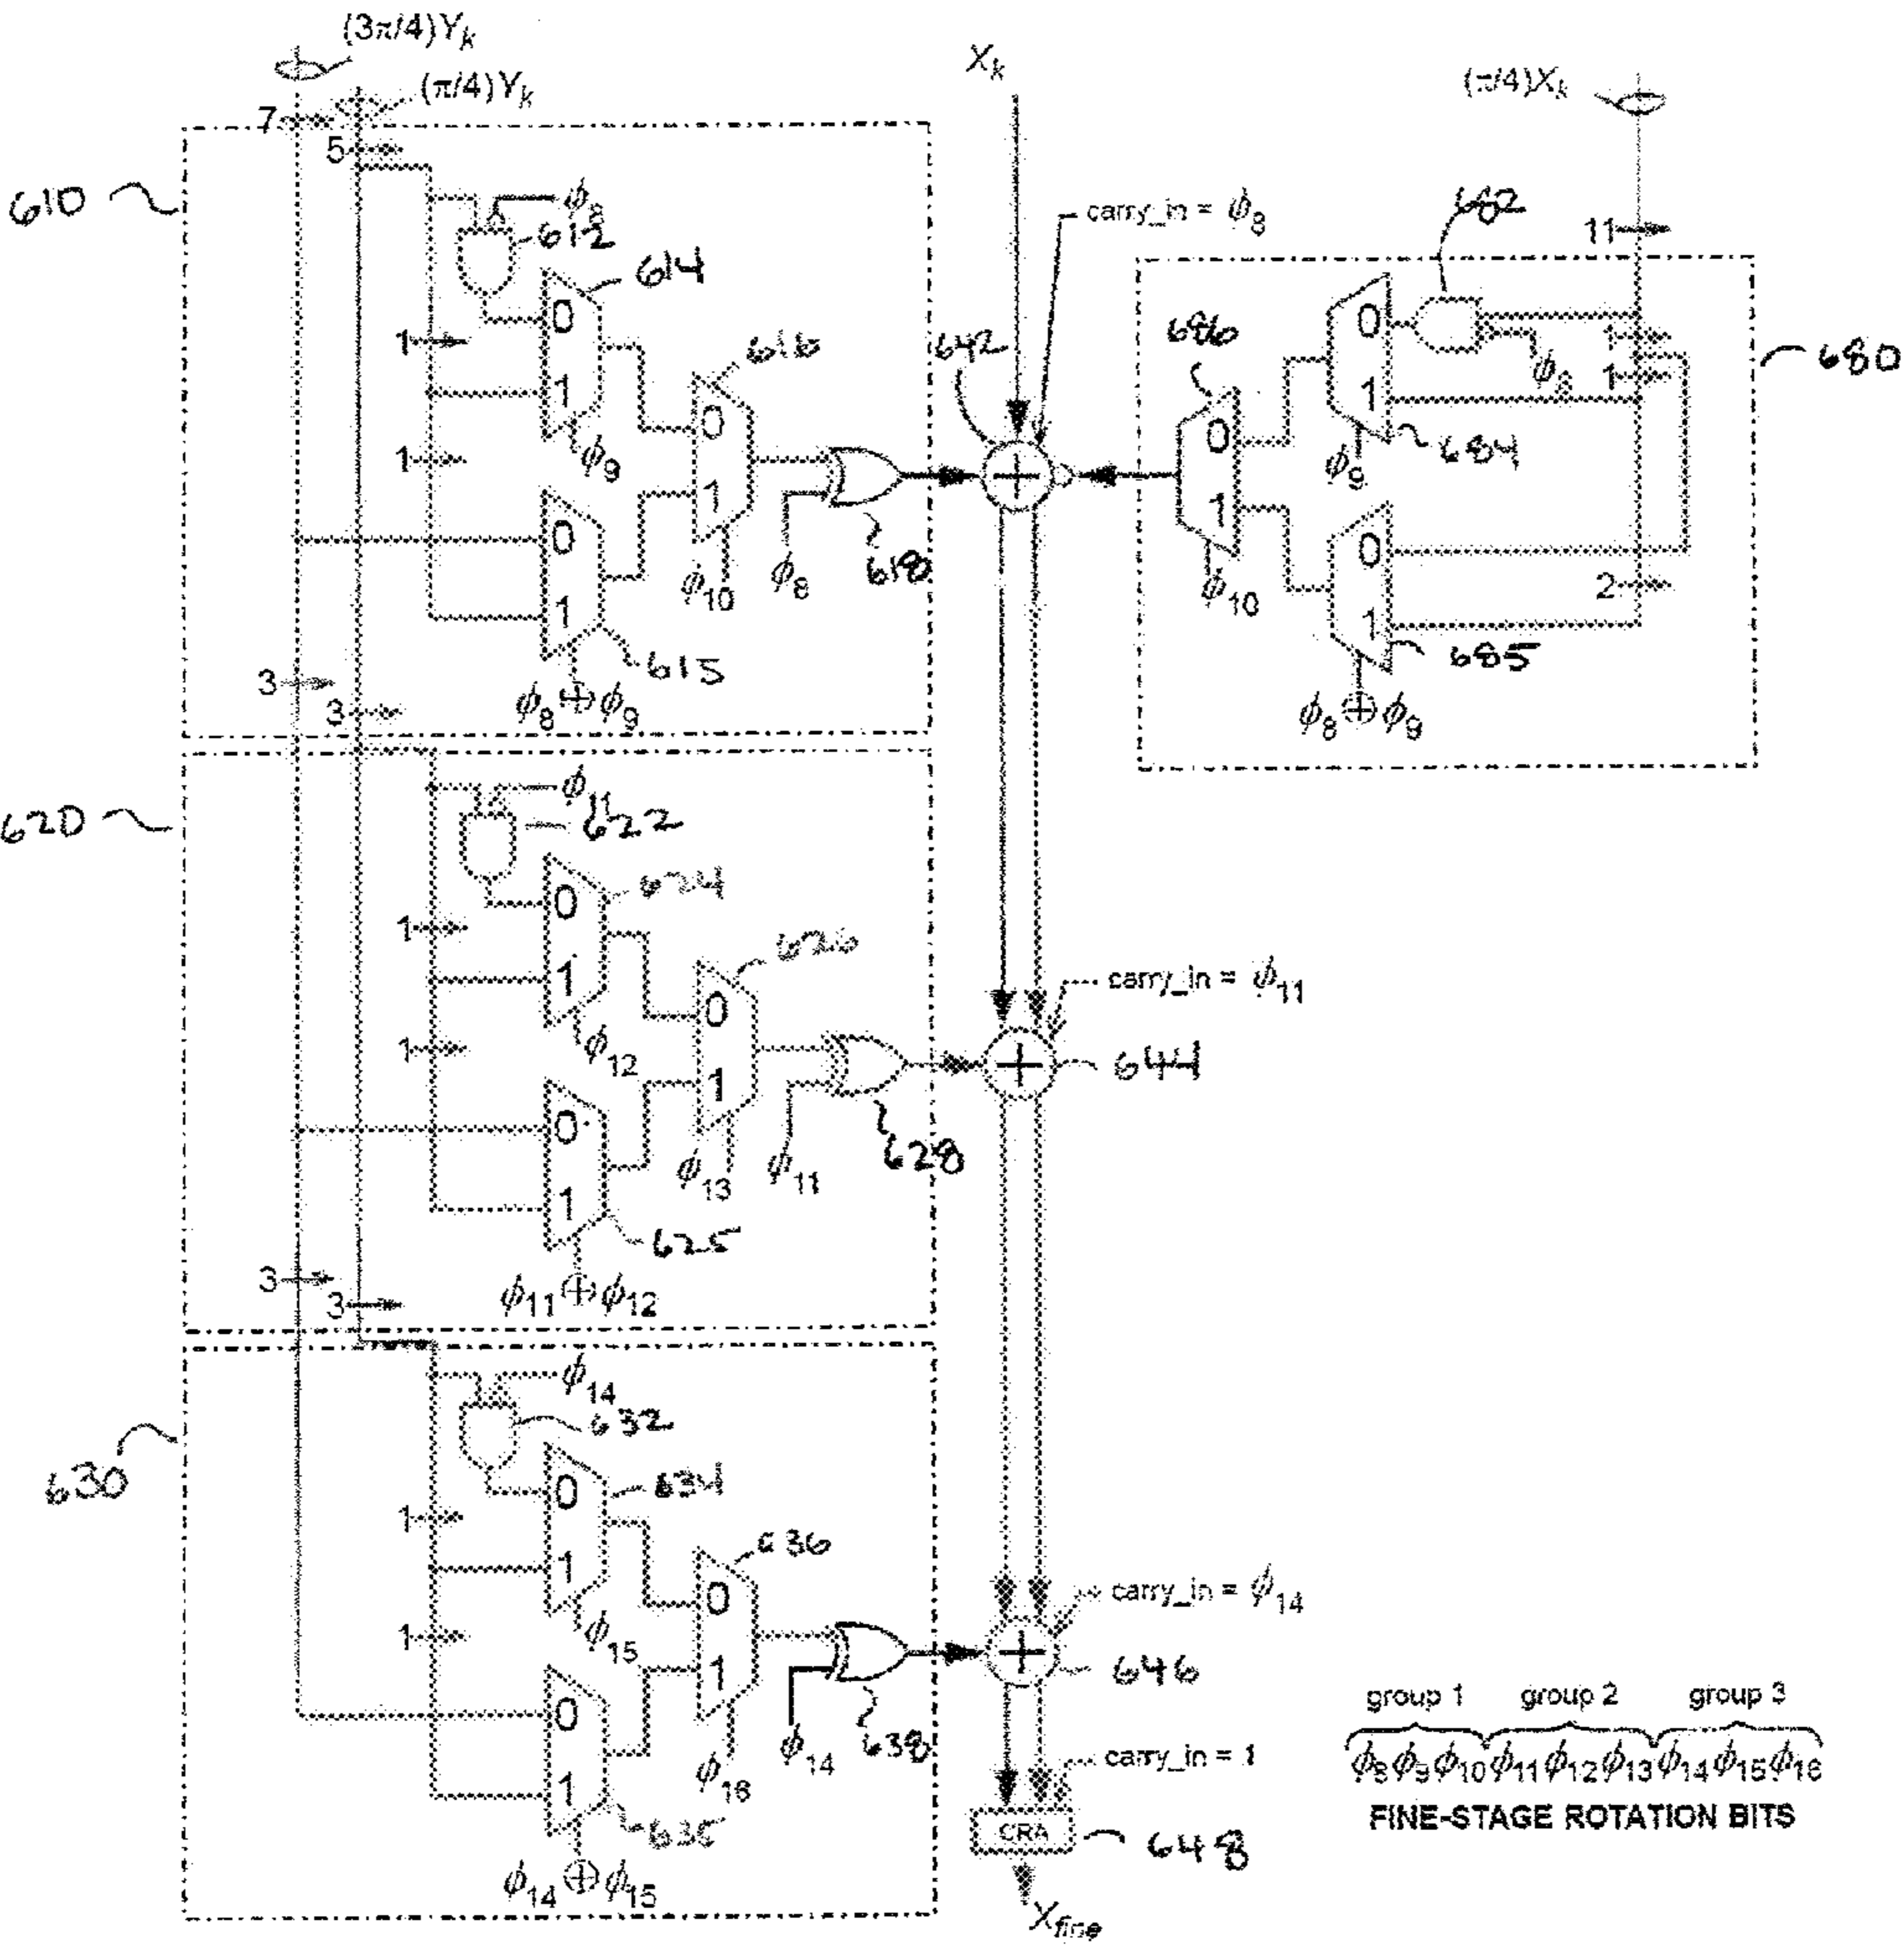 (3π/4)Yₖ
(π/4)Yₖ
Xₖ
(π/4)Xₖ
7
5
610
ϕ₈
612
614
carry_in = ϕ₈
682
11
680
1
0
1
616
642
686
0
1
ϕ₈
1
1
ϕ₉
684
1
ϕ₉
0
1
0
1
0
1
ϕ₁₀
ϕ₈
618
ϕ₁₀
0
1
2
685
615
3
3
ϕ₈ ⊕ ϕ₉
ϕ₈ ⊕ ϕ₉
620
ϕ₁₁
622
624
1
0
1
626
carry_in = ϕ₁₁
ϕ₁₂
1
0
1
+
644
0
1
ϕ₁₃
ϕ₁₁
628
625
3
3
ϕ₁₁ ⊕ ϕ₁₂
630
ϕ₁₄
632
634
1
0
1
636
carry_in = ϕ₁₄
ϕ₁₅
1
0
1
+
646
0
1
ϕ₁₆
ϕ₁₄
638
635
carry_in = 1
CRA
648
ϕ₁₄ ⊕ ϕ₁₅
X_fine
group 1 group 2 group 3
ϕ₈ϕ₉ϕ₁₀ϕ₁₁ϕ₁₂ϕ₁₃ϕ₁₄ϕ₁₅ϕ₁₆
FINE-STAGE ROTATION BITS